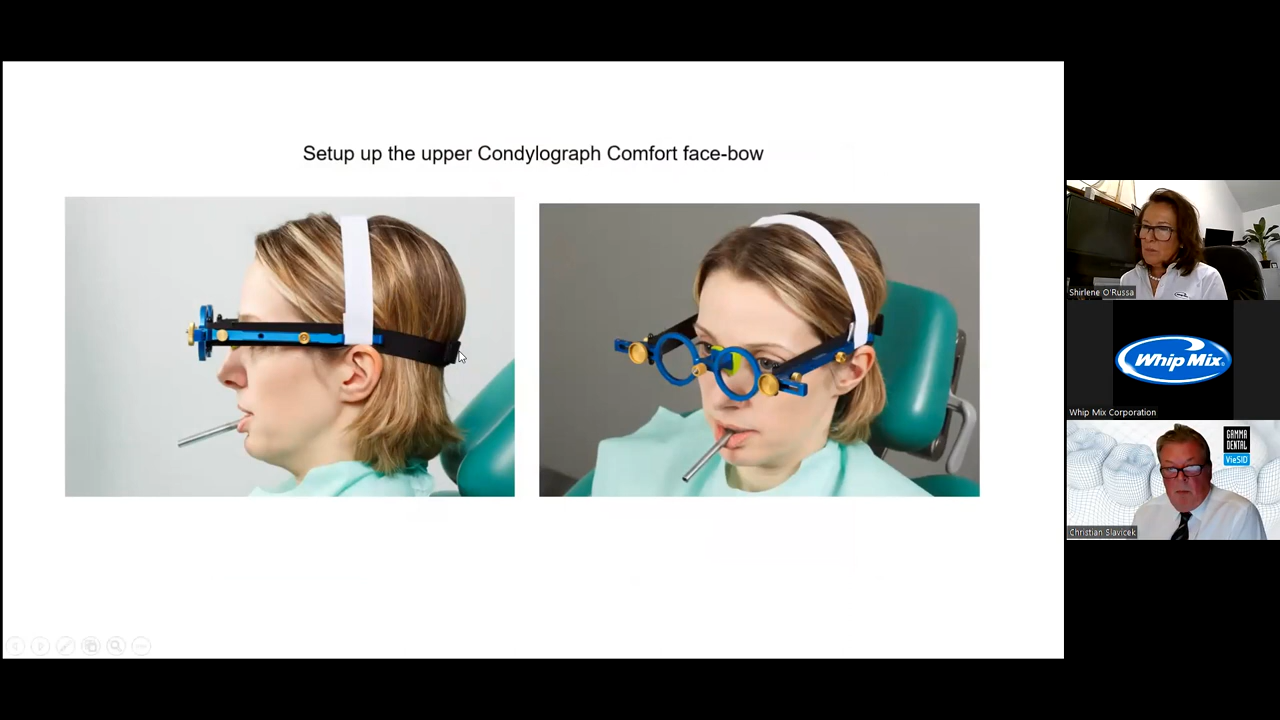 Setup up the upper Condylograph Comfort face-bow
Shirlene O'Russa
Whip Mix
Whip Mix Corporation
GAMMA
DENTAL
VieSID
Christian Slavicek